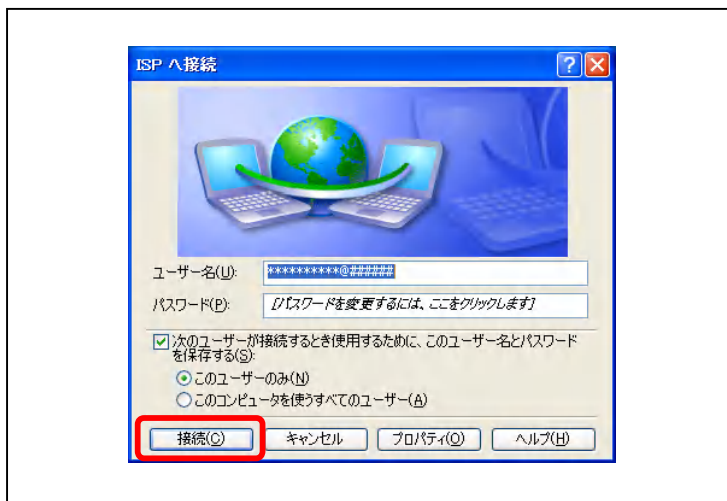 ISP へ接続
ユーザー名(U):
**********@######
パスワード(P):
[パスワードを変更するには、ここをクリックします]
次のユーザーが接続するとき使用するために、このユーザー名とパスワード
を保存する(S):
このユーザーのみ(N)
このコンピュータを使うすべてのユーザー(A)
接続(C) キャンセル プロパティ(O) ヘルプ(H)